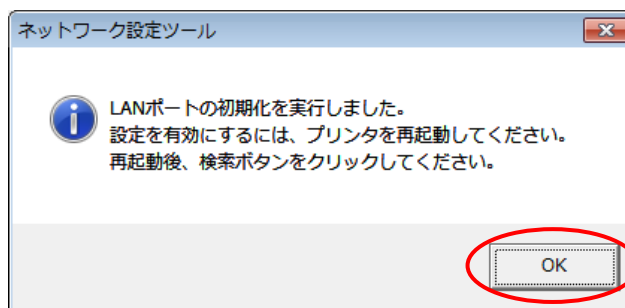 ネットワーク設定ツール
LANポートの初期化を実行しました。
設定を有効にするには、プリンタを再起動してください。
再起動後、検索ボタンをクリックしてください。
OK